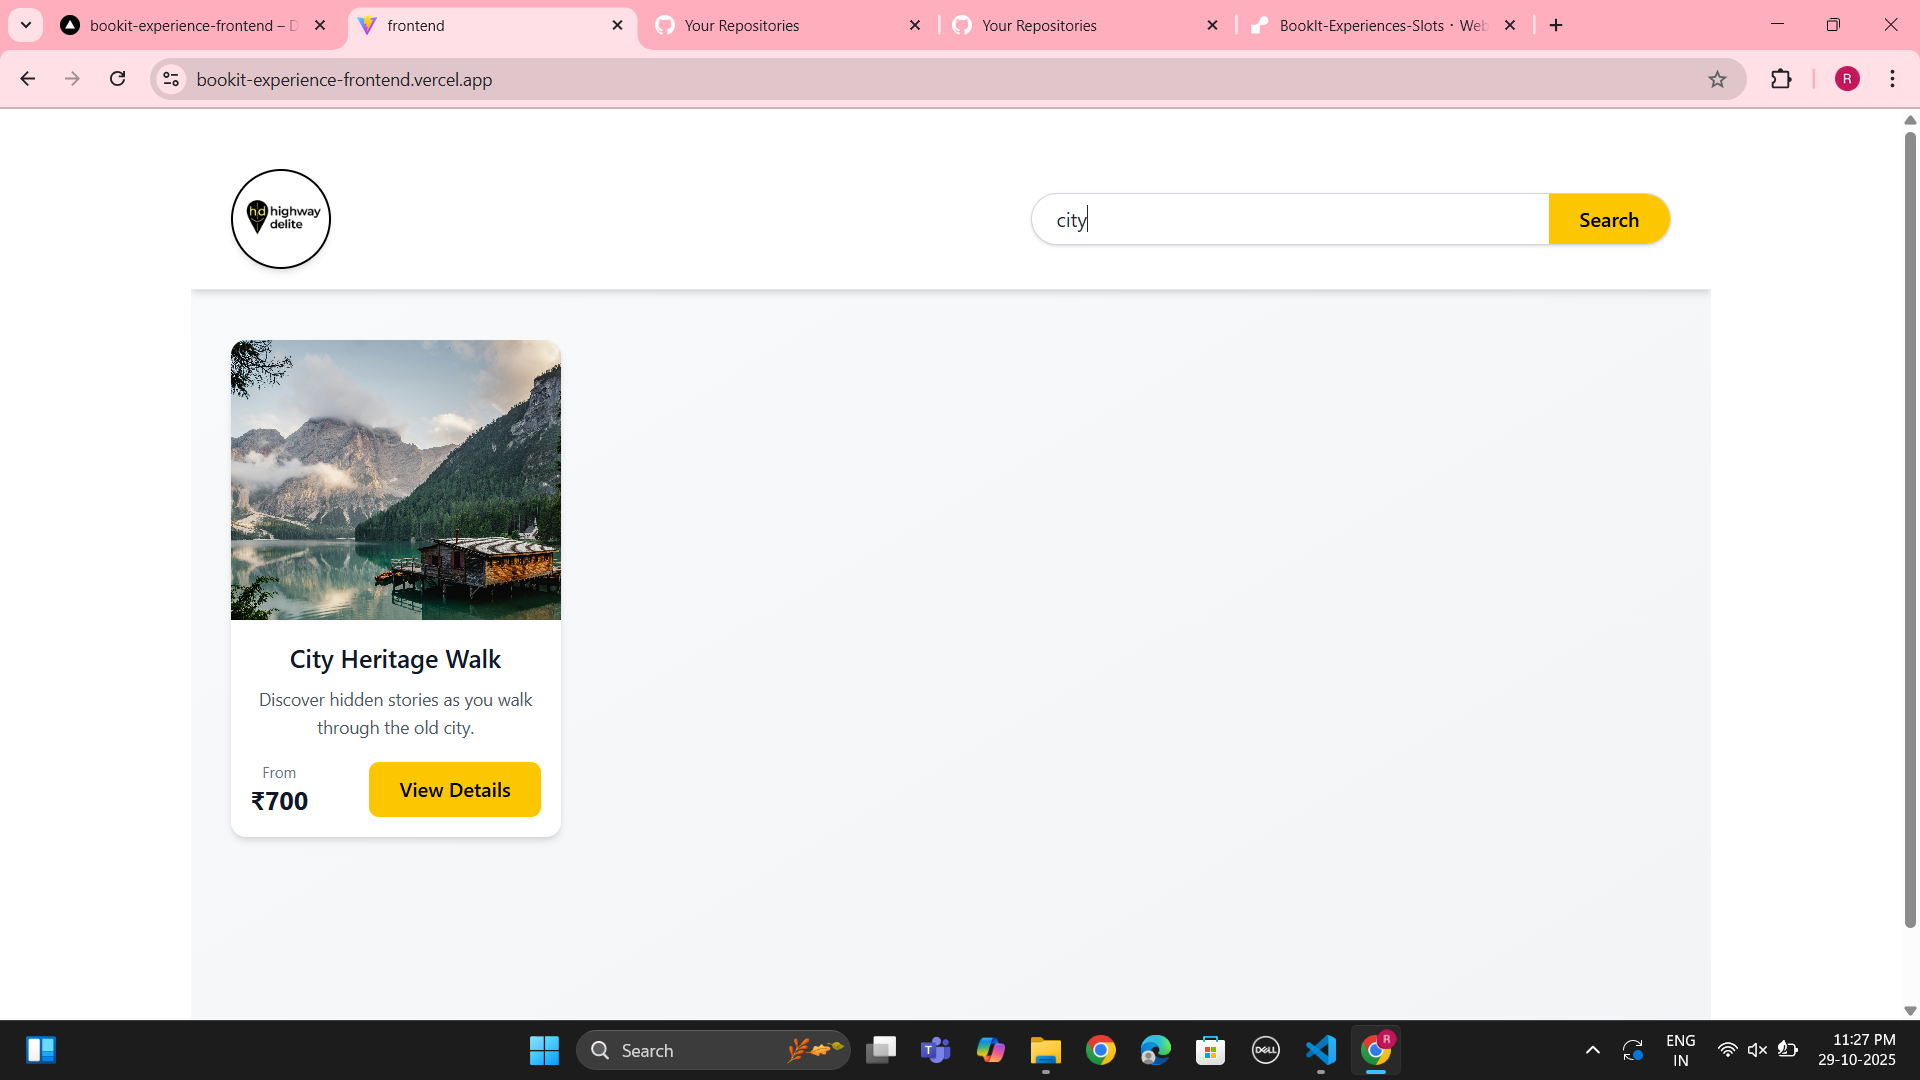 bookit-experience-frontend – D
frontend
Your Repositories
Your Repositories
BookIt-Experiences-Slots · Web
bookit-experience-frontend.vercel.app
R
hd highway
delite
city
Search
City Heritage Walk
Discover hidden stories as you walk
through the old city.
From
₹700
View Details
Search
DELL
R
ENG
IN
11:27 PM
29-10-2025